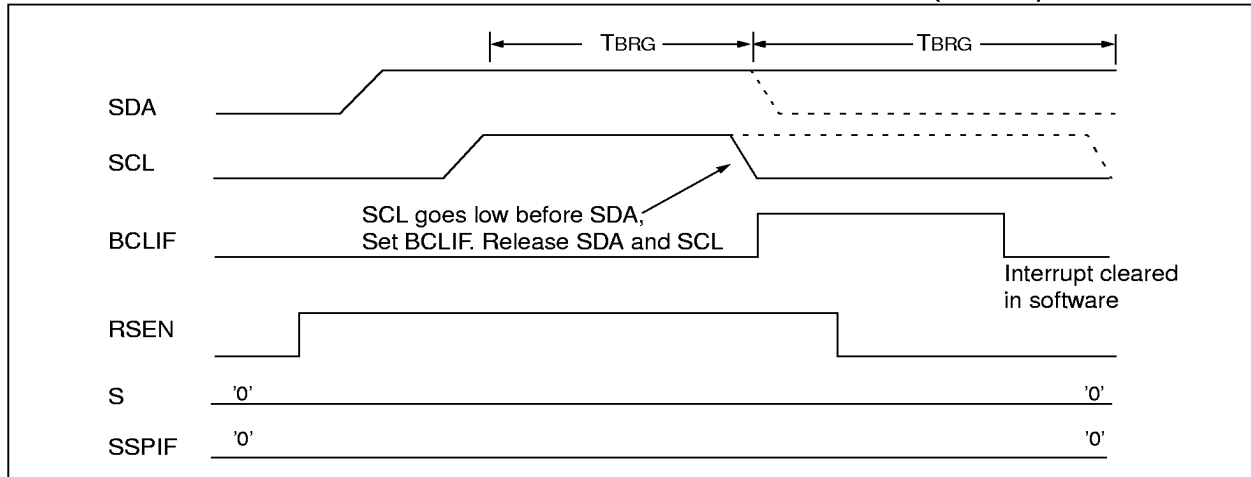 TBRG TBRG
SDA
SCL
SCL goes low before SDA,
Set BCLIF. Release SDA and SCL
BCLIF
Interrupt cleared
in software
RSEN
S '0' '0'
SSPIF '0' '0'